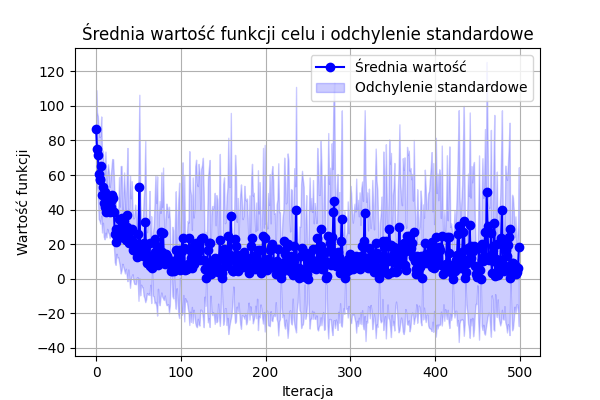 Średnia wartość funkcji celu i odchylenie standardowe
Średnia wartość
Odchylenie standardowe
Wartość funkcji
120
100
80
60
40
20
0
−20
−40
0 100 200 300 400 500
Iteracja